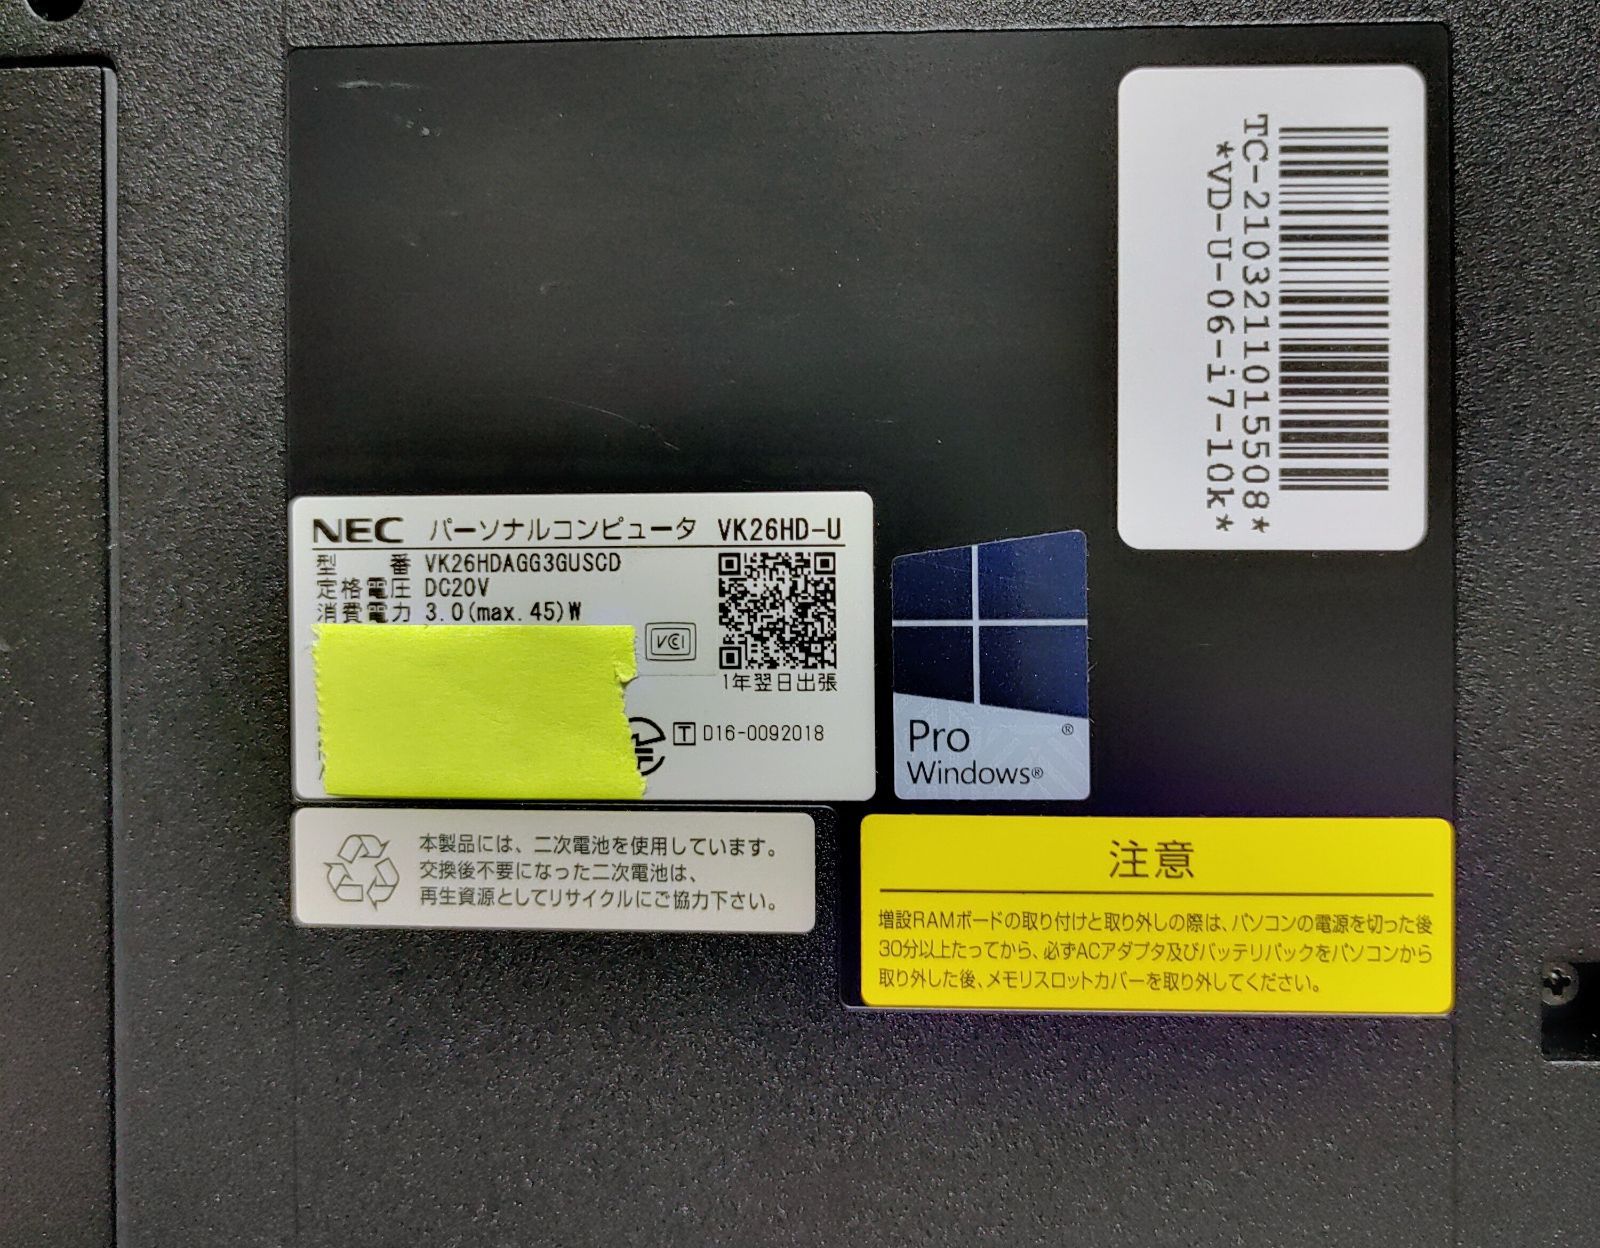 TC-2103211015508*
*VD-U-06-i7-10k*
NEC パーソナルコンピュータ VK26HD-U
型 番 VK26HDAGG3GUSCD
定格電圧 DC20V
消費電力 3.0(max.45)W
VCI
1年翌日出張
T D16-0092018
Pro
Windows®
®
本製品には、二次電池を使用しています。
交換後不要になった二次電池は、
再生資源としてリサイクルにご協力下さい。
注意
増設RAMボードの取り付けと取り外しの際は、パソコンの電源を切った後
30分以上たってから、必ずACアダプタ及びバッテリパックをパソコンから
取り外した後、メモリスロットカバーを取り外してください。